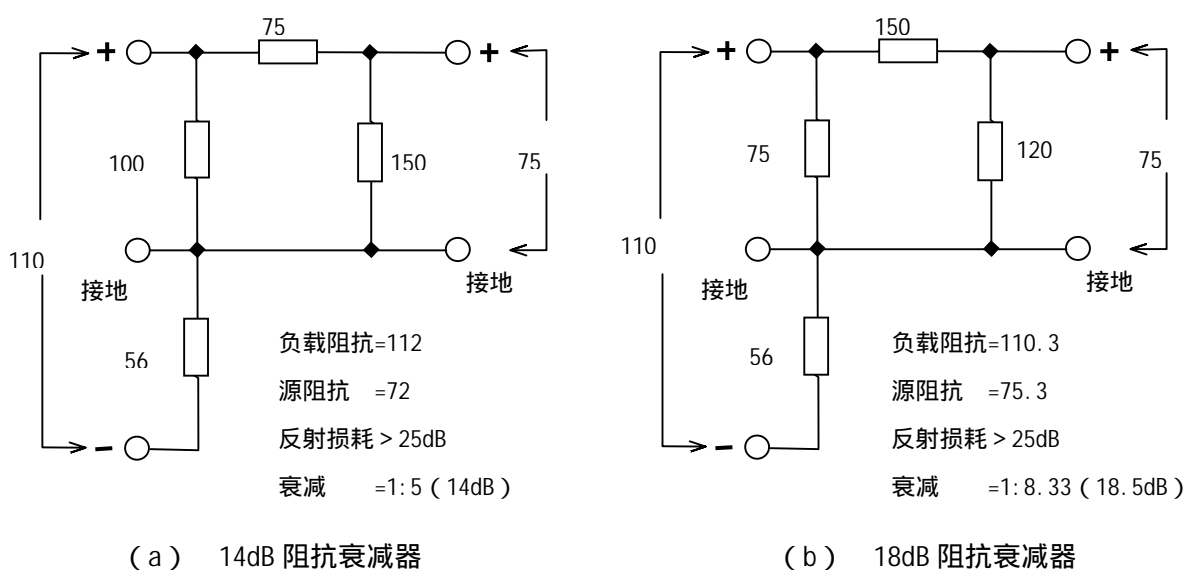 75
+
+
110
100
150
75
接地
接地
56
-
负载阻抗=112
源阻抗 =72
反射损耗>25dB
衰减 =1:5(14dB)
(a) 14dB 阻抗衰减器
150
+
+
110
75
120
75
接地
接地
56
-
负载阻抗=110.3
源阻抗 =75.3
反射损耗>25dB
衰减 =1:8.33(18.5dB)
(b) 18dB 阻抗衰减器